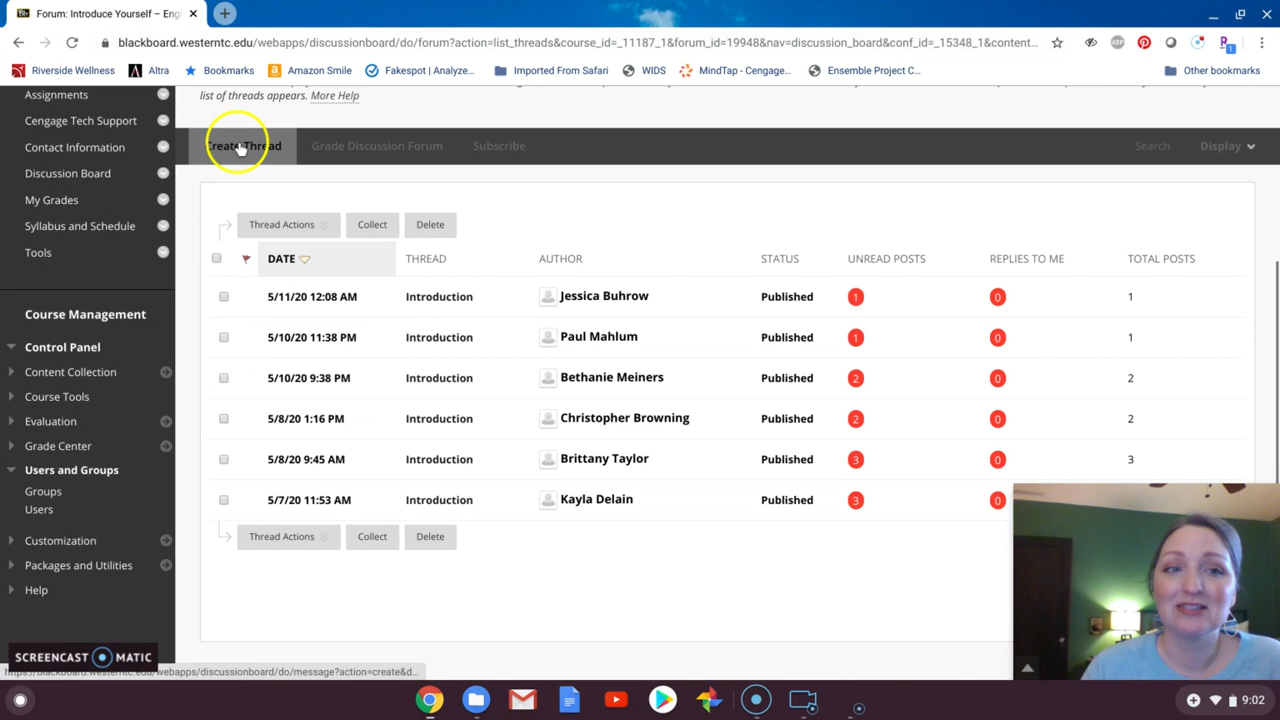 Forum: Introduce Yourself – Eng
blackboard.westerntc.edu/webapps/discussionboard/do/forum?action=list_threads&course_id=_11187_1&forum_id=19948&nav=discussion_board&conf_id=_15348_1&content...
Riverside Wellness Altra Bookmarks Amazon Smile Fakespot | Analyze... Imported From Safari WIDS MindTap - Cengage... Ensemble Project C... Other bookmarks
list of threads appears. More Help
Assignments
Cengage Tech Support
Contact Information
Discussion Board
My Grades
Syllabus and Schedule
Tools
Course Management
Control Panel
Content Collection
Course Tools
Evaluation
Grade Center
Users and Groups
Groups
Users
Customization
Packages and Utilities
Help
Create Thread Grade Discussion Forum Subscribe Search Display
Thread Actions Collect Delete
DATE THREAD AUTHOR STATUS UNREAD POSTS REPLIES TO ME TOTAL POSTS
5/11/20 12:08 AM Introduction Jessica Buhrow Published 1 0 1
5/10/20 11:38 PM Introduction Paul Mahlum Published 1 0 1
5/10/20 9:38 PM Introduction Bethanie Meiners Published 2 0 2
5/8/20 1:16 PM Introduction Christopher Browning Published 2 0 2
5/8/20 9:45 AM Introduction Brittany Taylor Published 3 0 3
5/7/20 11:53 AM Introduction Kayla Delain Published 3 0
Thread Actions Collect Delete
SCREENCAST MATIC
https://blackboard.westerntc.edu/webapps/discussionboard/do/message?action=create&d...
9:02